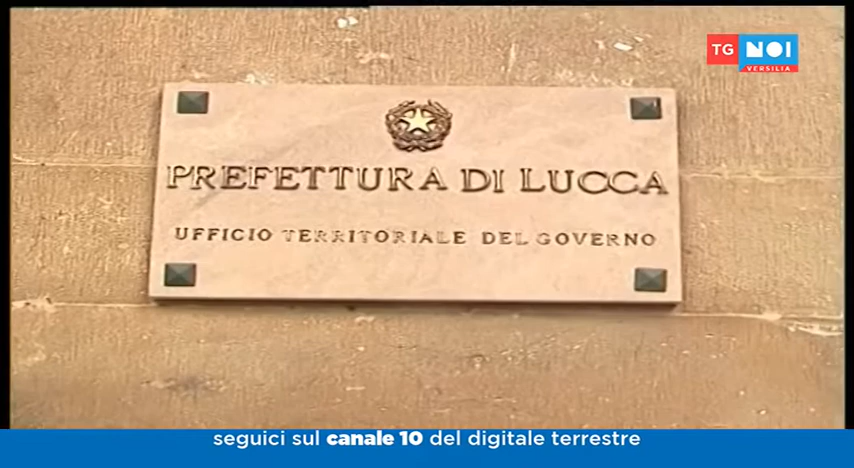 TG NOI
VERSILIA
PREFETTURA DI LUCCA
UFFICIO TERRITORIALE DEL GOVERNO
seguici sul canale 10 del digitale terrestre